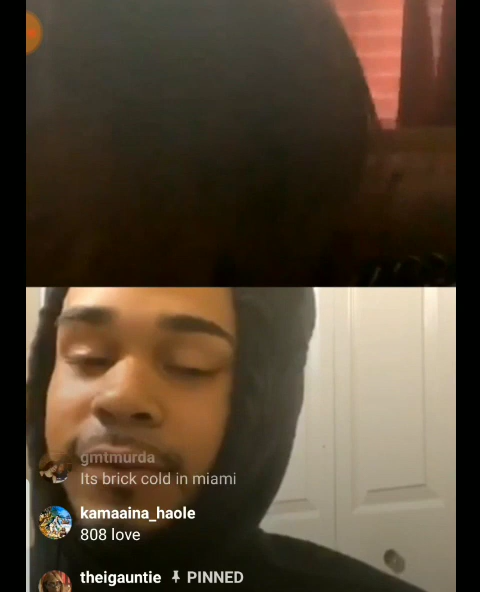 gmtmurda
Its brick cold in miami
kamaaina_haole
808 love
theigauntie PINNED